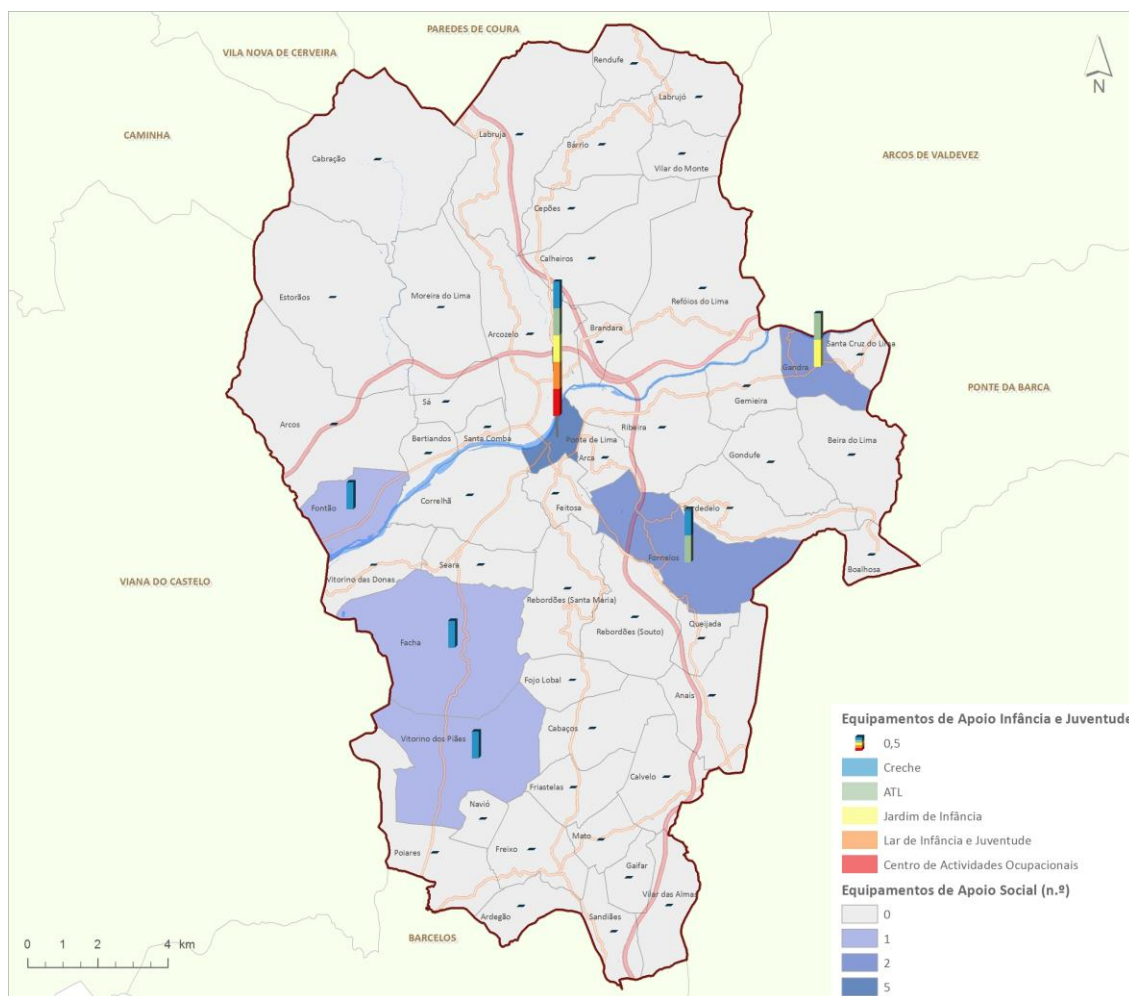 PAREDES DE COURA
VILA NOVA DE CERVEIRA
Rendufe
N
Labrujó
CAMINHA
Labruja
Bárrio
ARCOS DE VALDEVEZ
Cabração
Vilar do Monte
Cepões
Calheiros
Estorãos
Moreira do Lima
Refóios do Lima
Arcozelo
Brandara
Santa Cruz do Lima
Gandra
Gemieira
PONTE DA BARCA
Sá
Arcos
Bertiandos
Santa Comba
Ponte de Lima
Ribeira
Beira do Lima
Arca
Gondufe
Fontão
Correlhã
Feitosa
rdedelo
Fornelos
Boalhosa
VIANA DO CASTELO
Vitorino das Donas
Seara
Rebordões (Santa Maria)
Rebordões (Souto)
Queijada
Facha
Fojo Lobal
Anais
Vitorino dos Piães
Cabaços
Friastelas
Calvelo
Navió
Mato
Poiares
Freixo
Gaifar
Vilar das Almas
Ardegão
Sandiães
BARCELOS
0 1 2 4 km
Equipamentos de Apoio Infância e Juventude
0,5
Creche
ATL
Jardim de Infância
Lar de Infância e Juventude
Centro de Actividades Ocupacionais
Equipamentos de Apoio Social (n.º)
0
1
2
5